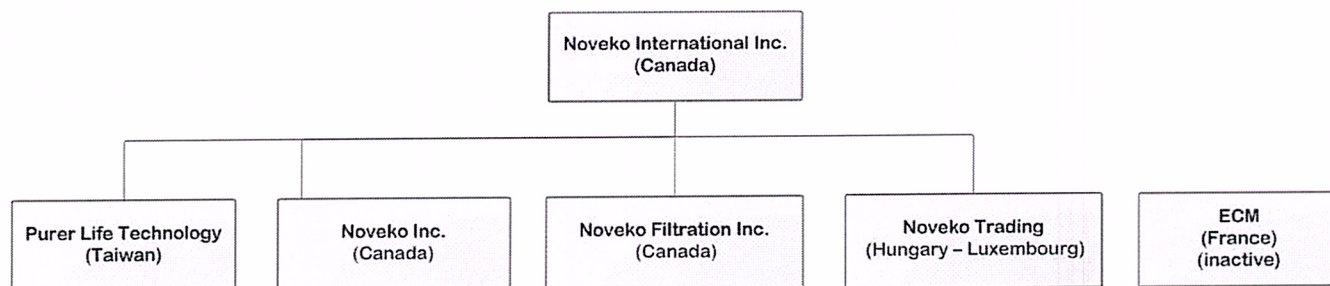 Noveko International Inc.
(Canada)
Purer Life Technology
(Taiwan)
Noveko Inc.
(Canada)
Noveko Filtration Inc.
(Canada)
Noveko Trading
(Hungary – Luxembourg)
ECM
(France)
(inactive)